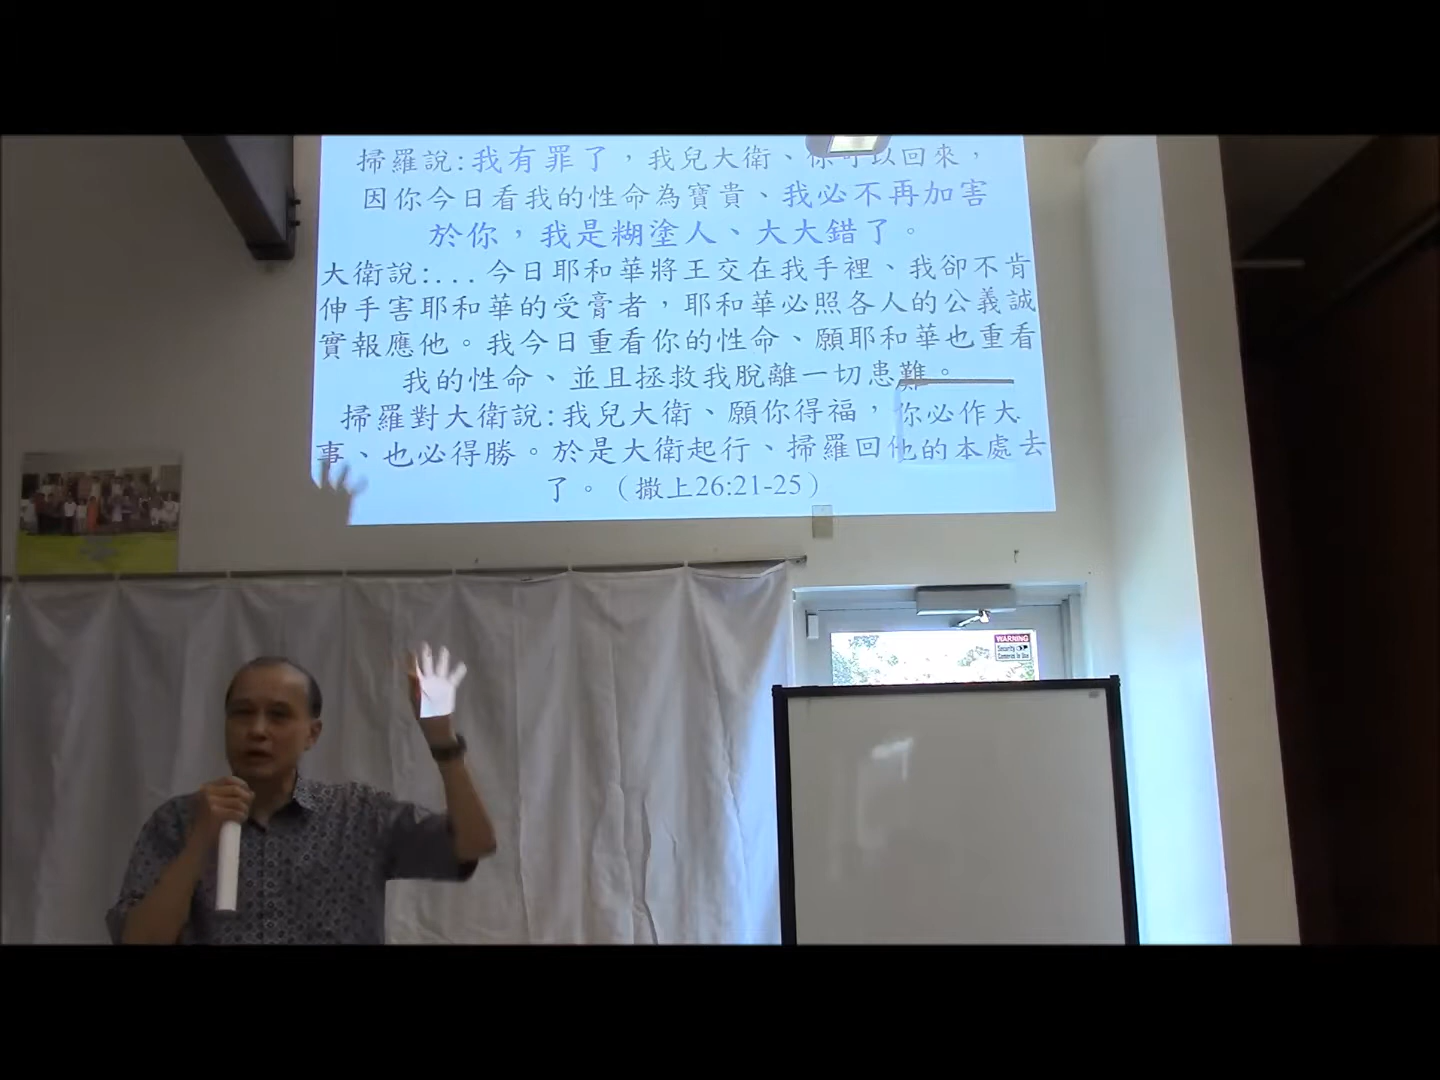 掃羅說:我有罪了，我兒大衛、你可以回來，
因你今日看我的性命為寶貴、我必不再加害
於你，我是糊塗人、大大錯了。
大衛說:...今日耶和華將王交在我手裡、我卻不肯
伸手害耶和華的受膏者，耶和華必照各人的公義誠
實報應他。我今日重看你的性命、願耶和華也重看
我的性命、並且拯救我脫離一切患難。
掃羅對大衛說:我兒大衛、願你得福，你必作大
事、也必得勝。於是大衛起行、掃羅回他的本處去
了。（撒上26:21-25）
WARNING
Security
Cameras In Use